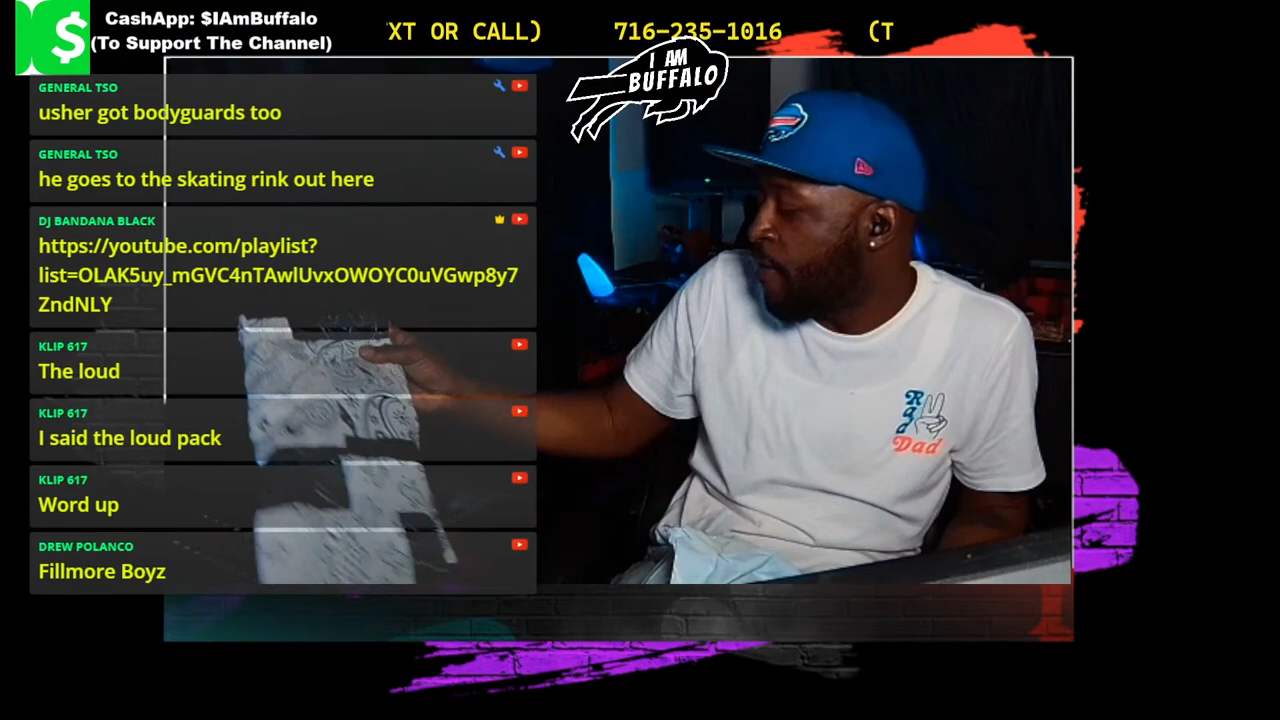 CashApp: $IAmBuffalo
(To Support The Channel)
XT OR CALL) 716-235-1016 (T
I AM
BUFFALO
GENERAL TSO
usher got bodyguards too
GENERAL TSO
he goes to the skating rink out here
DJ BANDANA BLACK
https://youtube.com/playlist?
list=OLAK5uy_mGVC4nTAwlUvxOWOYC0uVGwp8y7
ZndNLY
KLIP 617
The loud
KLIP 617
I said the loud pack
KLIP 617
Word up
DREW POLANCO
Fillmore Boyz
Rad
Dad